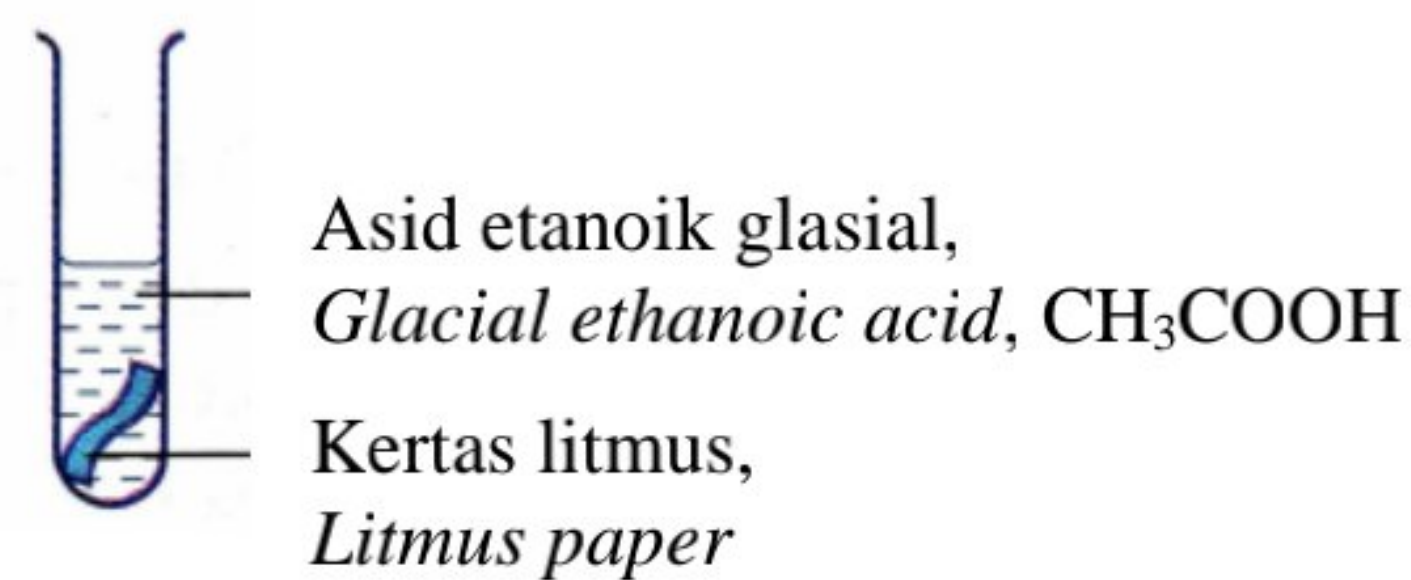 Asid etanoik glasial,
Glacial ethanoic acid, CH₃COOH
Kertas litmus,
Litmus paper